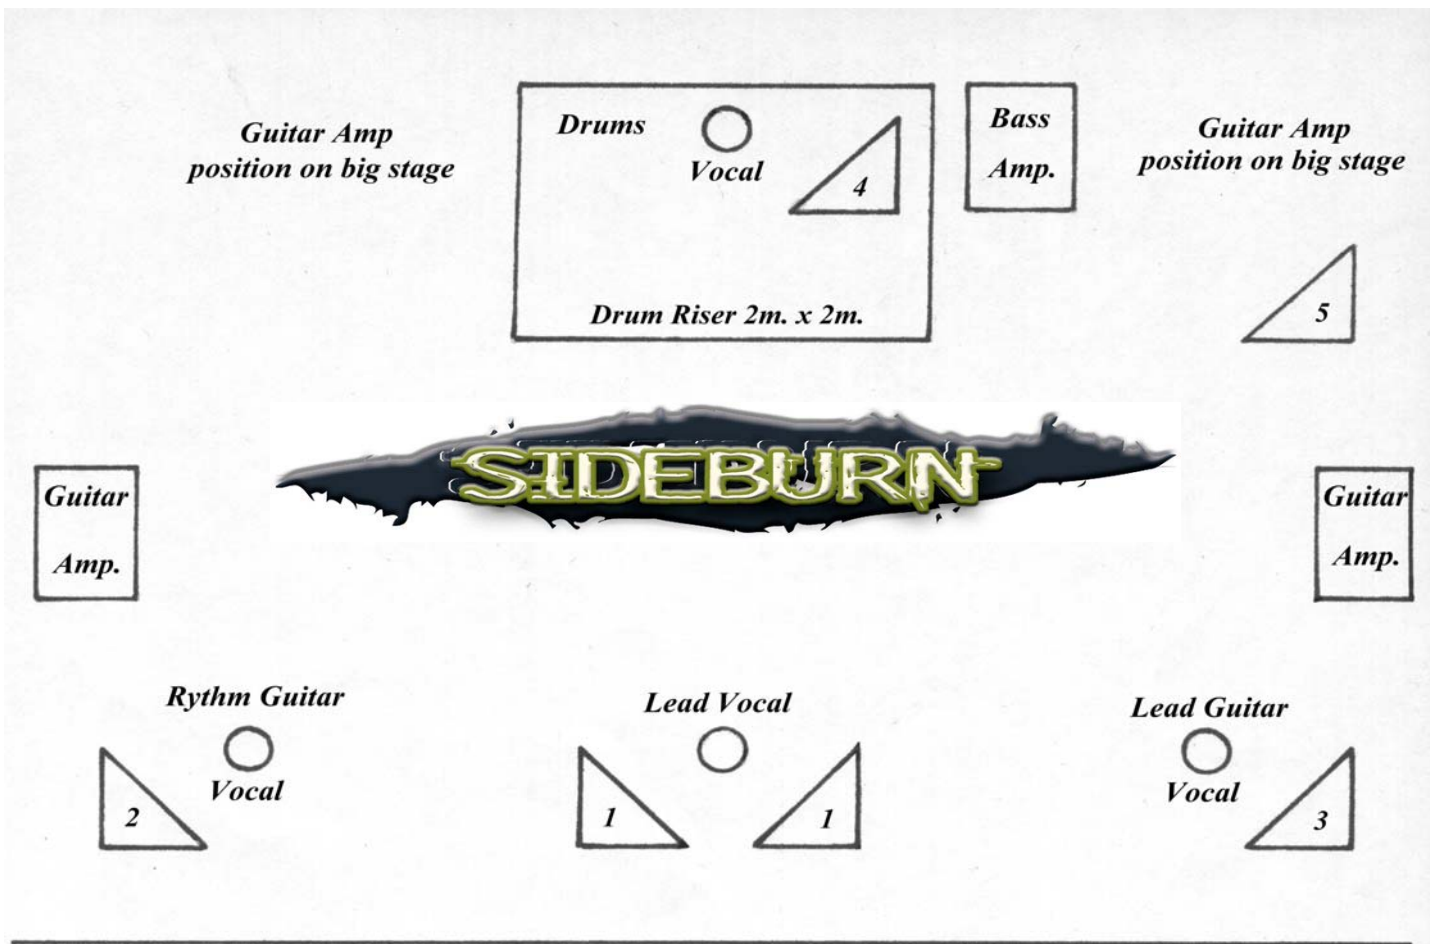 Guitar Amp
position on big stage
Drums
Vocal
4
Drum Riser 2m. x 2m.
Bass
Amp.
Guitar Amp
position on big stage
5
SIDEBURN
Guitar
Amp.
Guitar
Amp.
Rythm Guitar
Vocal
2
Lead Vocal
1
1
Lead Guitar
Vocal
3